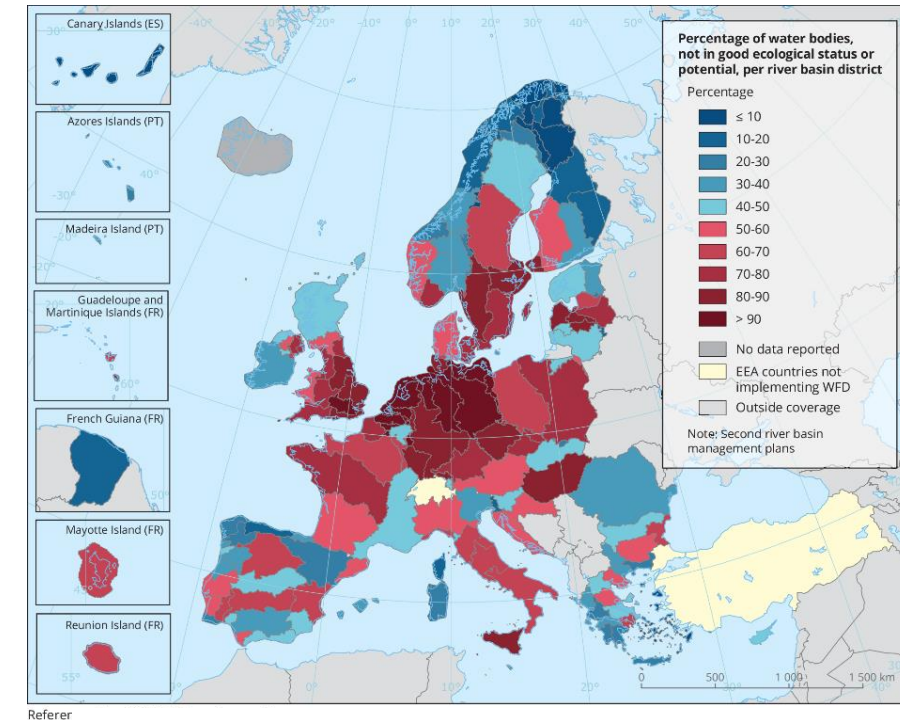 Canary Islands (ES)
Azores Islands (PT)
Madeira Island (PT)
Guadeloupe and
Martinique Islands (FR)
French Guiana (FR)
Mayotte Island (FR)
Reunion Island (FR)
Percentage of water bodies,
not in good ecological status or
potential, per river basin district
Percentage
≤ 10
10-20
20-30
30-40
40-50
50-60
60-70
70-80
80-90
> 90
No data reported
EEA countries not
implementing WFD
Outside coverage
Note: Second river basin
management plans
0 500 1 000 1 500 km
Referer